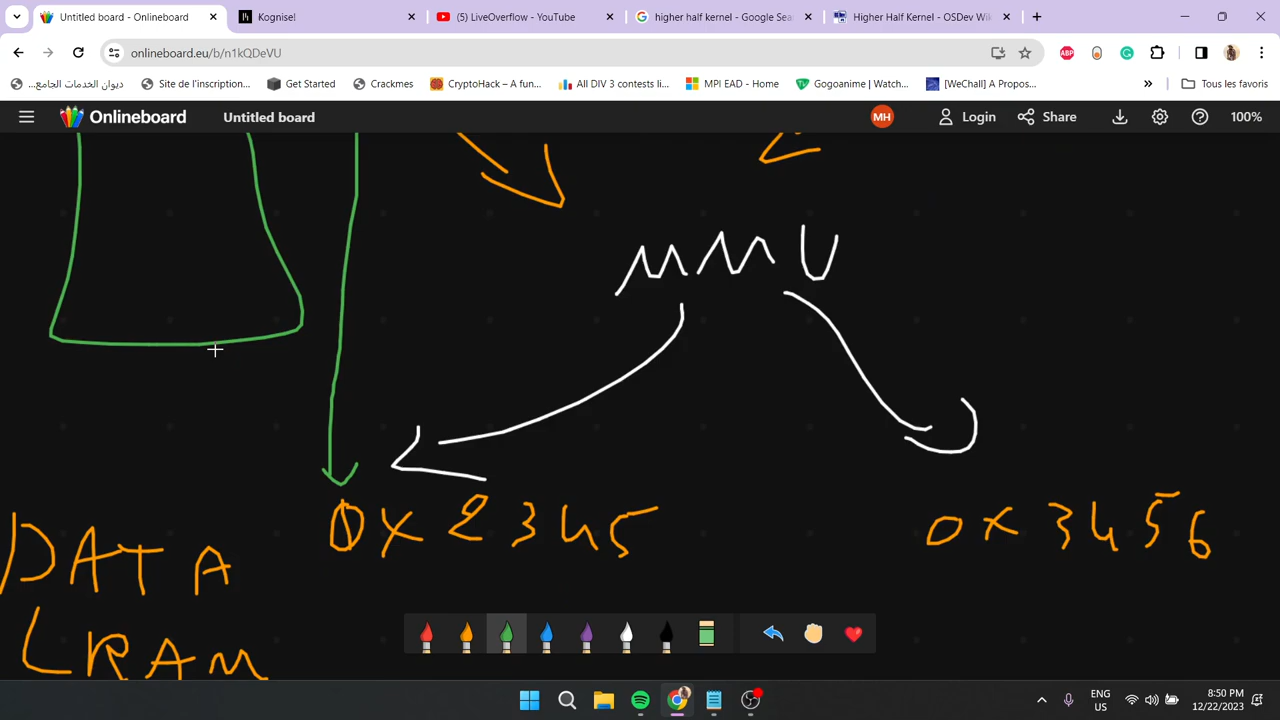 Untitled board - Onlineboard
Kognise!
(5) LiveOverflow - YouTube
higher half kernel - Google Sea
Higher Half Kernel - OSDev Wik
onlineboard.eu/b/n1kQDeVU
ABP
ديوان الخدمات الجامع...
Site de l'inscription...
Get Started
Crackmes
CryptoHack – A fun...
All DIV 3 contests li...
MPI EAD - Home
Gogoanime | Watch...
[WeChall] A Propos...
»
Tous les favoris
Onlineboard
Untitled board
MH
Login
Share
100%
MMU
0x2345
0x3456
DATA
RAM
ENG
US
8:50 PM
12/22/2023